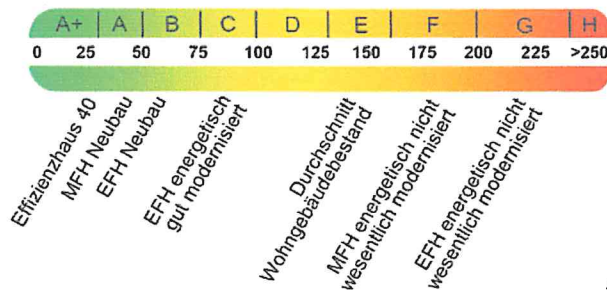 A+ A B C D E F G H
0 25 50 75 100 125 150 175 200 225 >250
Effizienzhaus 40
MFH Neubau
EFH Neubau
EFH energetisch
gut modernisiert
Durchschnitt
Wohngebäudebestand
MFH energetisch nicht
wesentlich modernisiert
EFH energetisch nicht
wesentlich modernisiert